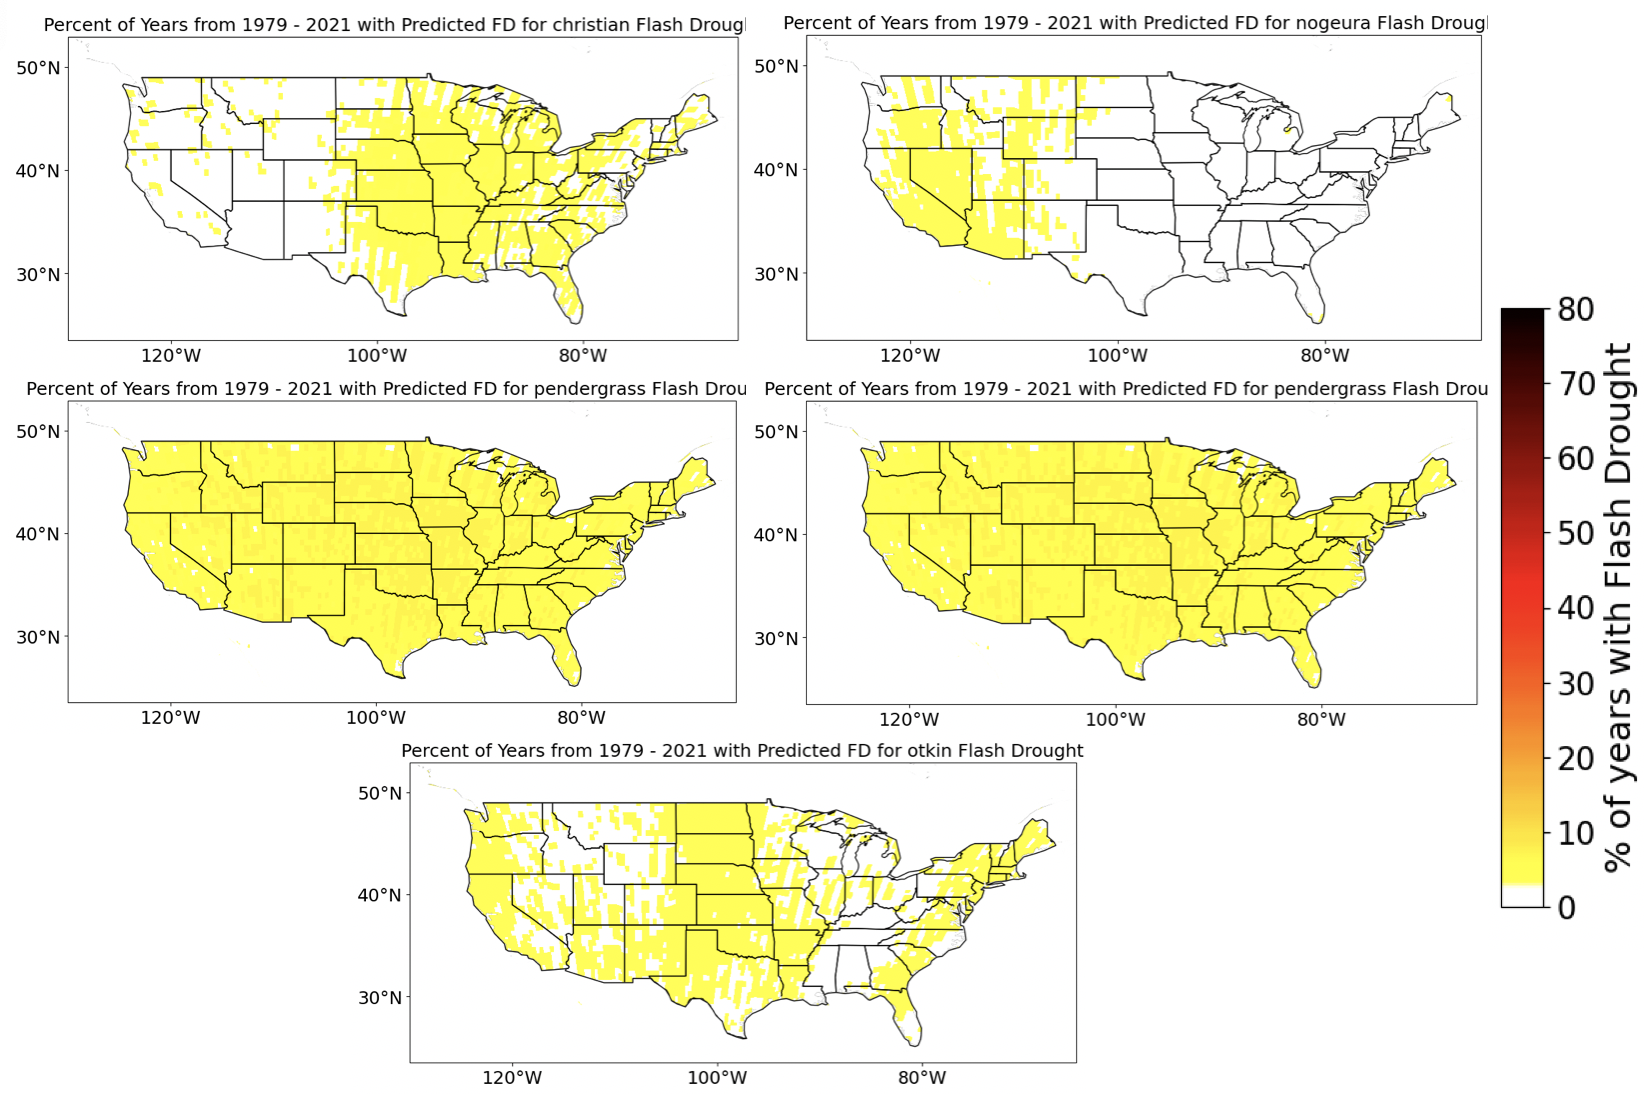 Percent of Years from 1979 - 2021 with Predicted FD for christian Flash Droug
50°N
40°N
30°N
120°W 100°W 80°W
Percent of Years from 1979 - 2021 with Predicted FD for nogeura Flash Droug
50°N
40°N
30°N
120°W 100°W 80°W
Percent of Years from 1979 - 2021 with Predicted FD for pendergrass Flash Drou
50°N
40°N
30°N
120°W 100°W 80°W
Percent of Years from 1979 - 2021 with Predicted FD for pendergrass Flash Drou
50°N
40°N
30°N
120°W 100°W 80°W
Percent of Years from 1979 - 2021 with Predicted FD for otkin Flash Drought
50°N
40°N
30°N
120°W 100°W 80°W
80
70
60
50
40
30
20
10
0
% of years with Flash Drought